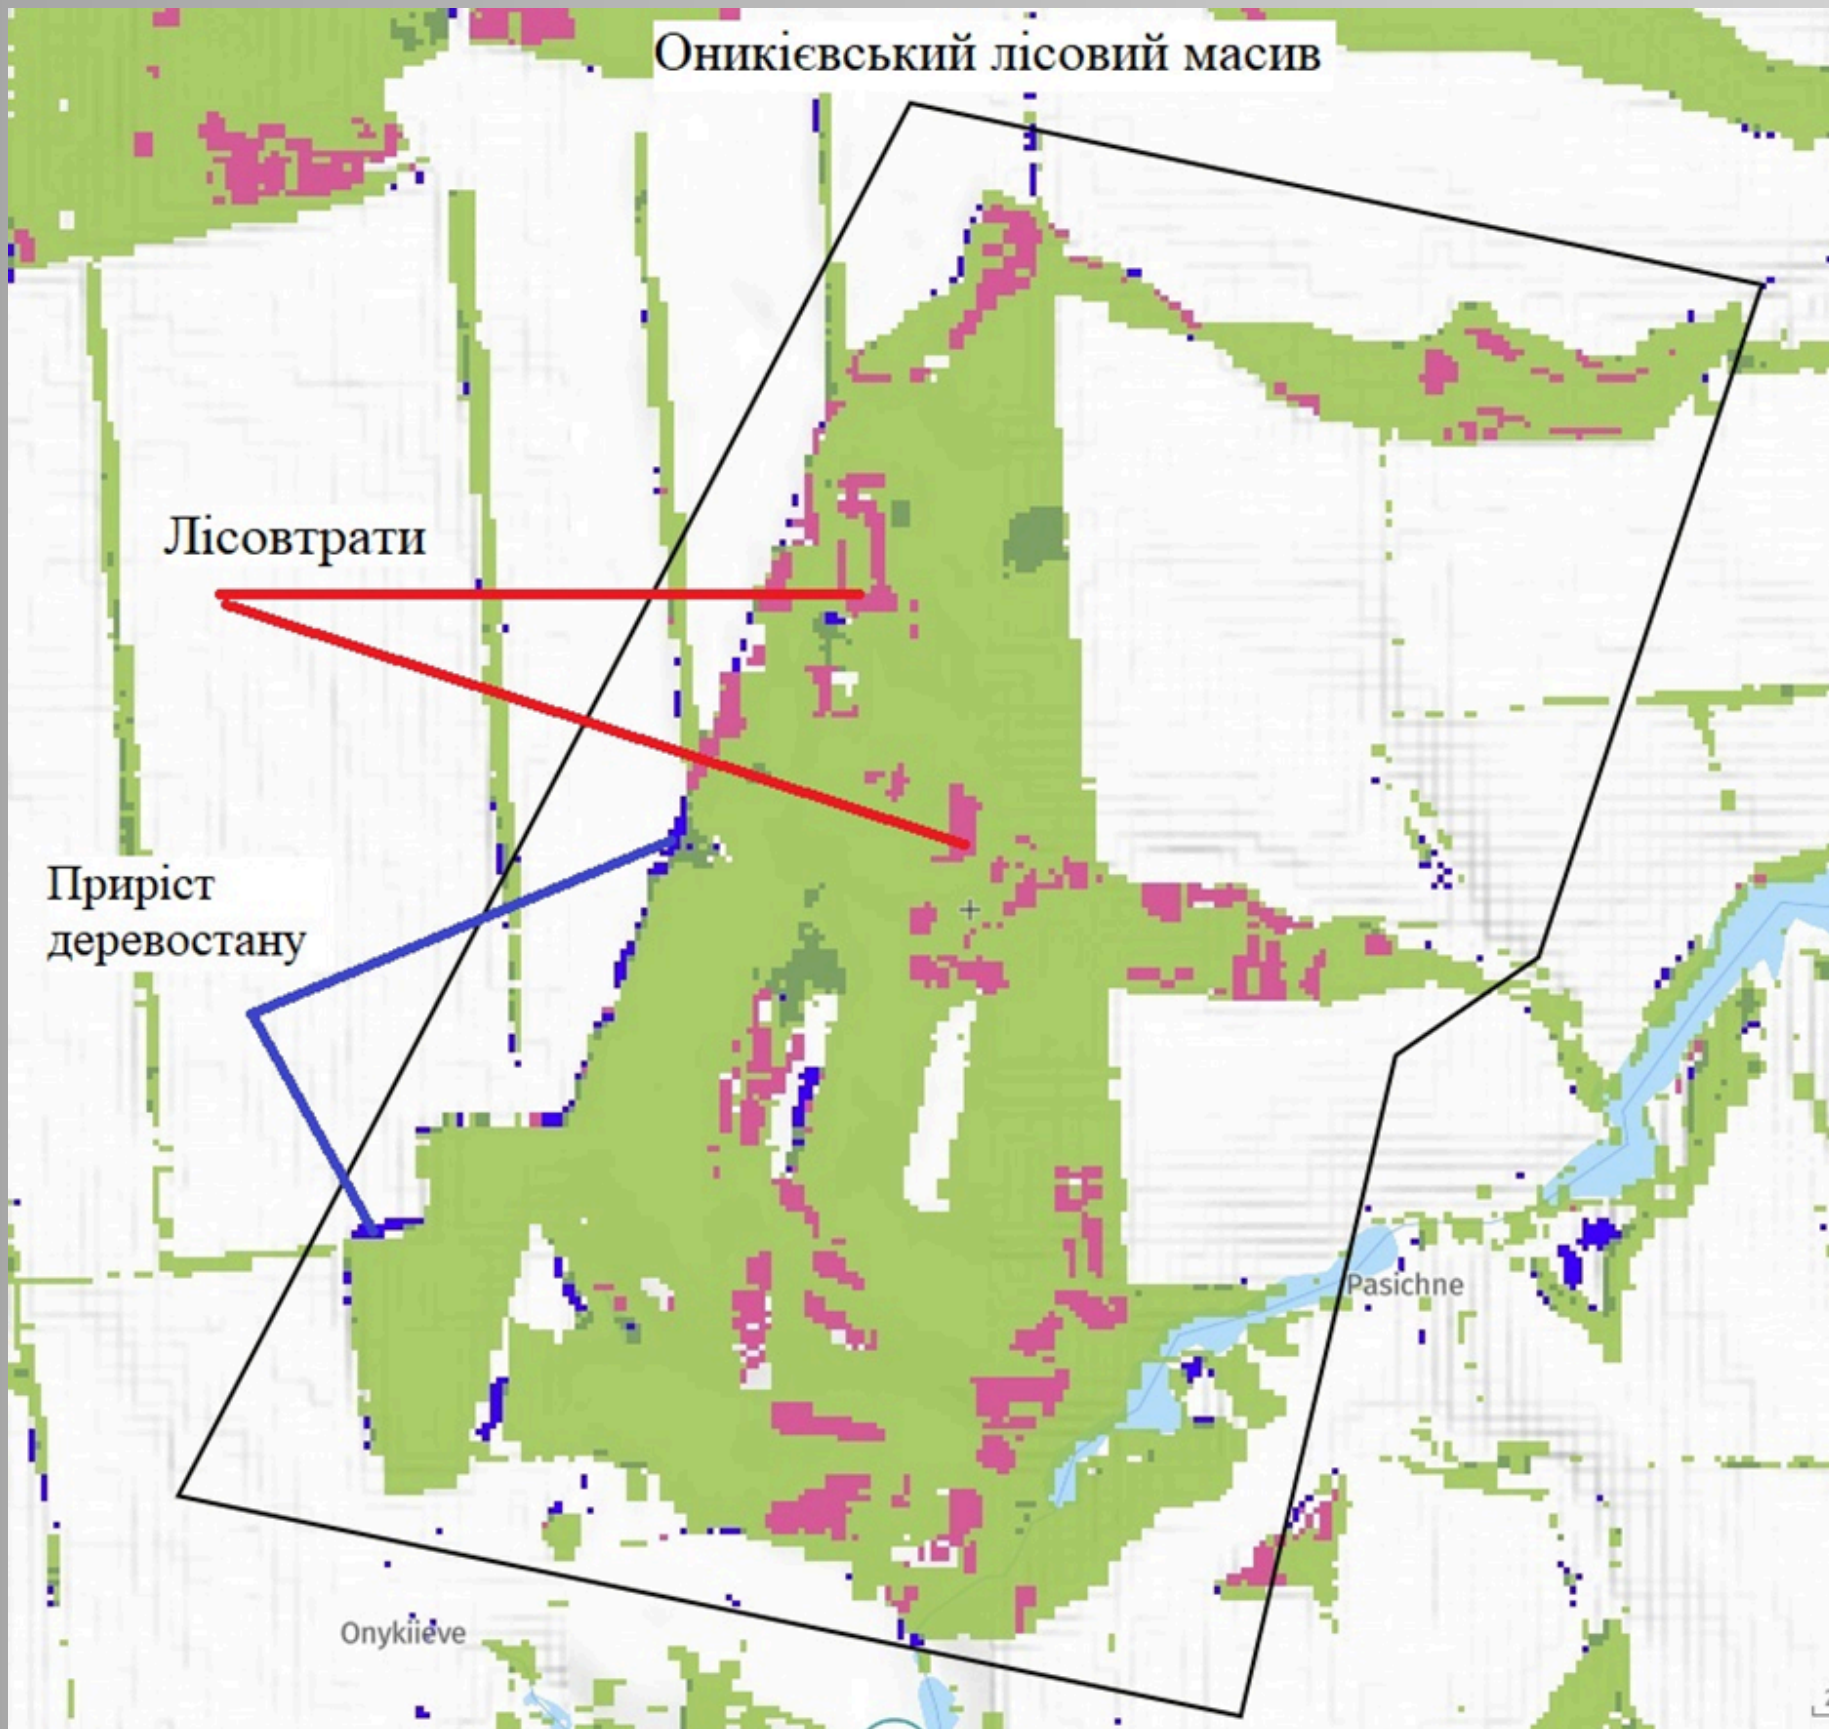 Оникієвський лісовий масив
Лісовтрати
Приріст
деревостану
Pasichne
Onykiieve